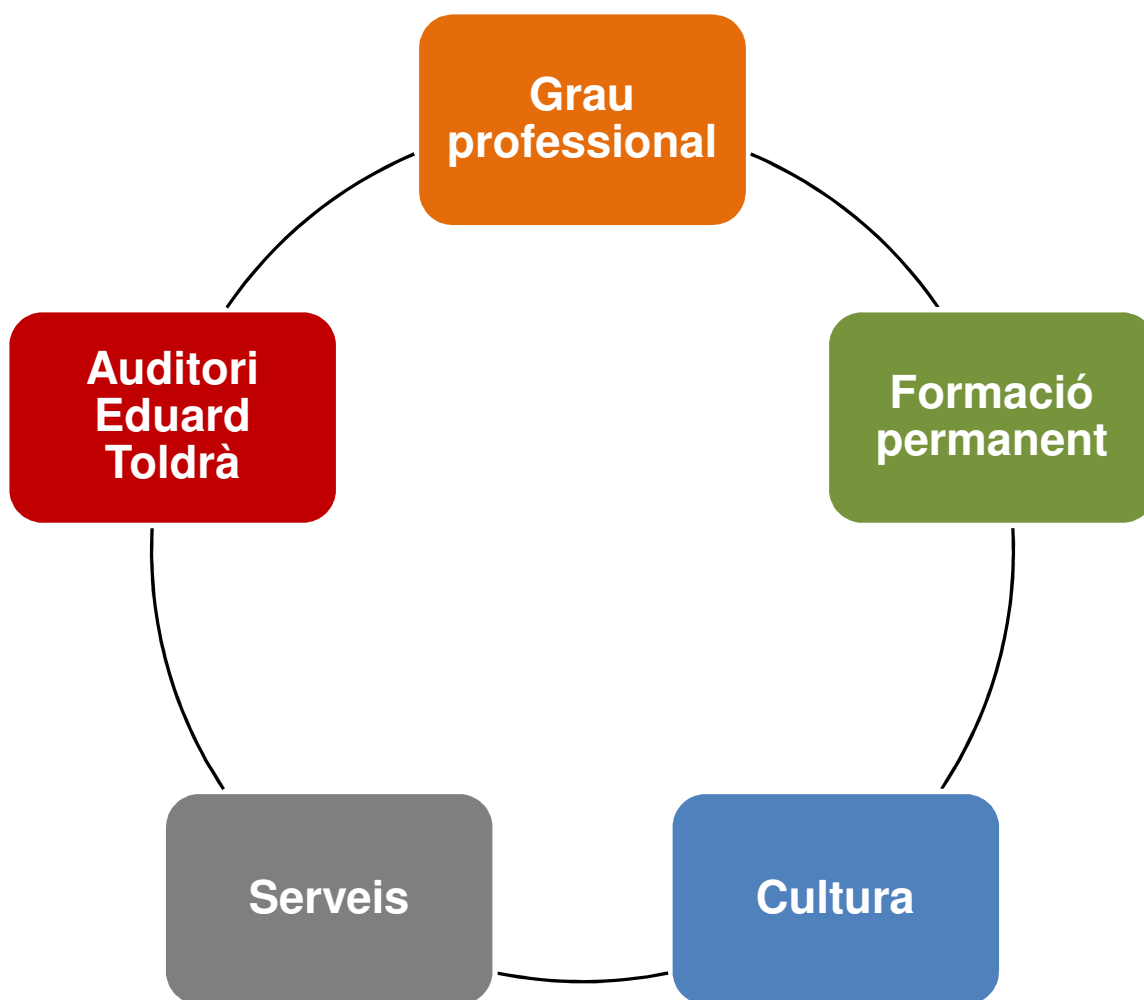 Grau
professional
Auditori
Eduard
Toldrà
Formació
permanent
Serveis
Cultura